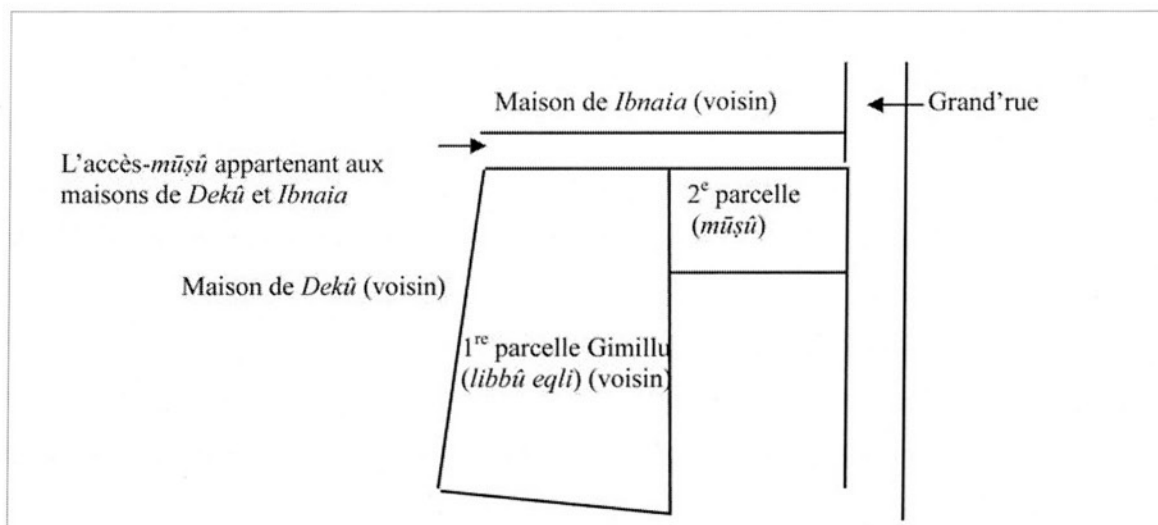 Maison de Ibnaia (voisin)
Grand'rue
L'accès-mūṣû appartenant aux
maisons de Dekû et Ibnaia
2e parcelle
(mūṣû)
Maison de Dekû (voisin)
1re parcelle Gimillu
(libbû eqli) (voisin)